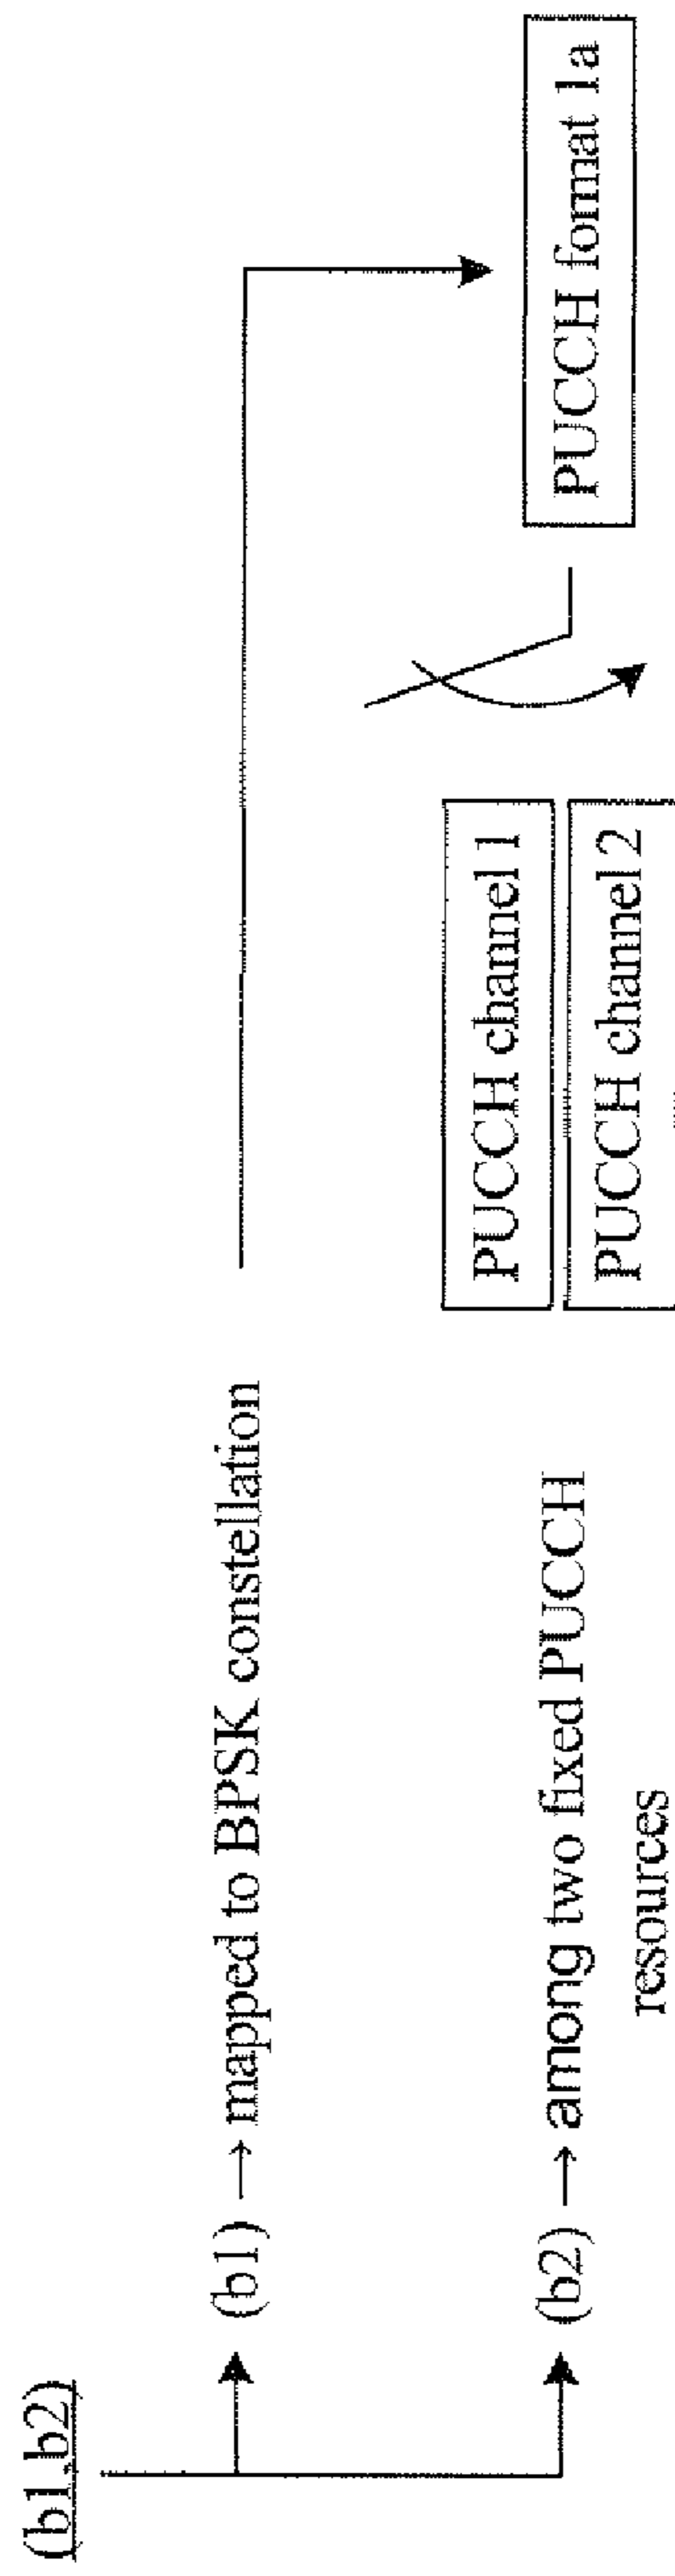 (b1,b2)
(b1) → mapped to BPSK constellation
(b2) → among two fixed PUCCH
resources
PUCCH channel 1
PUCCH channel 2
PUCCH fomat 1a